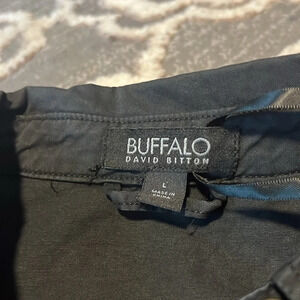 BUFFALO
DAVID BITTON
L
MADE IN
CHINA